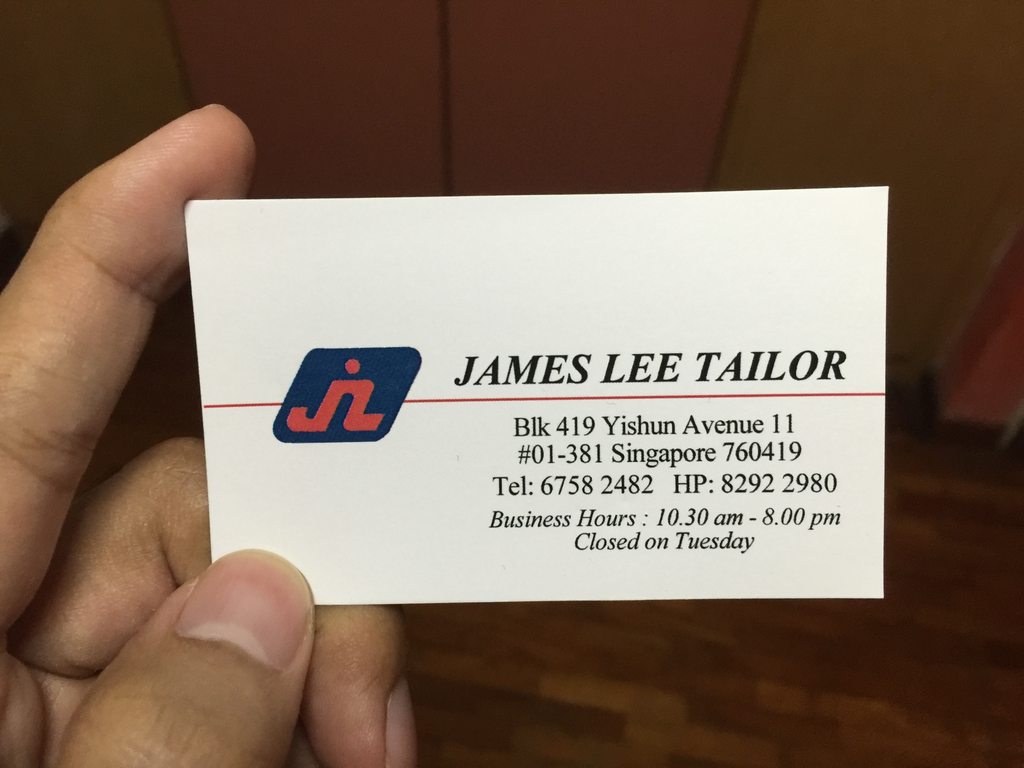 JL
JAMES LEE TAILOR
Blk 419 Yishun Avenue 11
#01-381 Singapore 760419
Tel: 6758 2482 HP: 8292 2980
Business Hours : 10.30 am - 8.00 pm
Closed on Tuesday